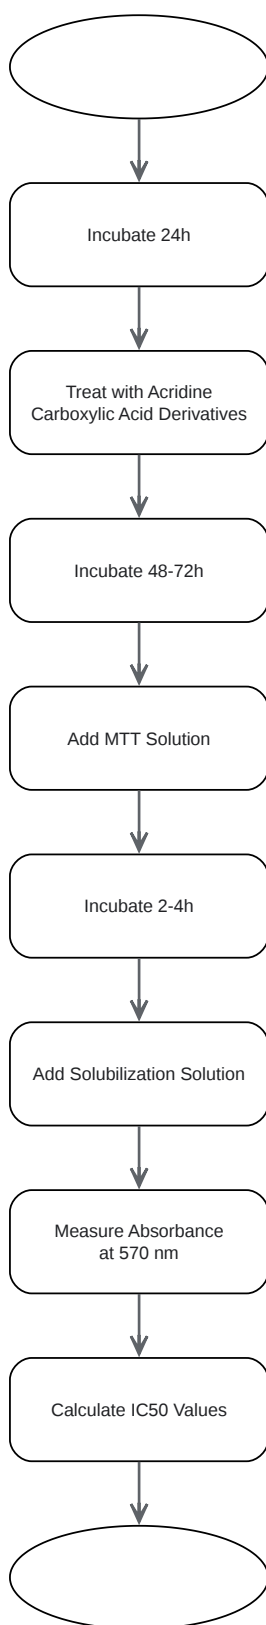 Incubate 24h
Treat with Acridine
Carboxylic Acid Derivatives
Incubate 48-72h
Add MTT Solution
Incubate 2-4h
Add Solubilization Solution
Measure Absorbance
at 570 nm
Calculate IC50 Values